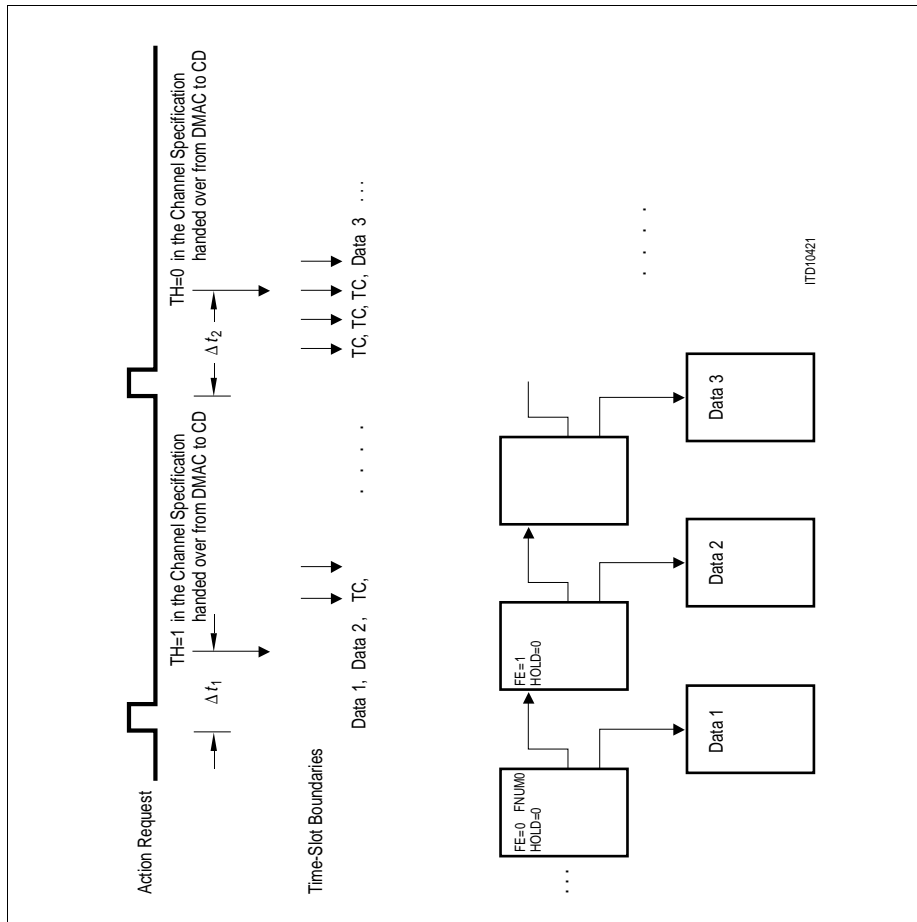 Action Request
TH=1 in the Channel Specification
handed over from DMAC to CD
TH=0 in the Channel Specification
handed over from DMAC to CD
Δ t1
Δ t2
Time-Slot Boundaries
Data 1, Data 2, TC,
. . . .
TC, TC, TC, Data 3 . . .
. . .
FE=0 FNUM0
HOLD=0
FE=1
HOLD=0
. . . .
Data 1
Data 2
Data 3
ITD10421